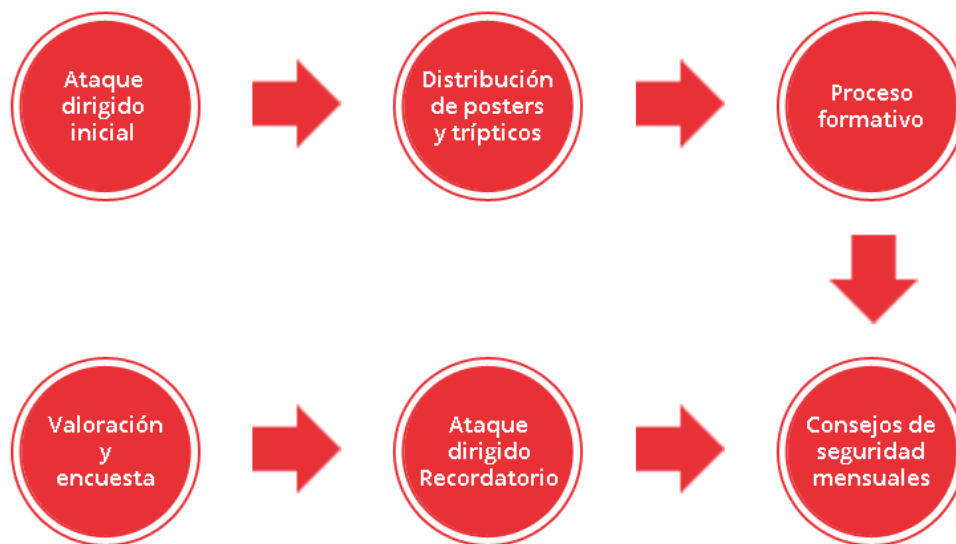 Ataque
dirigido
inicial
Distribución
de posters
y trípticos
Proceso
formativo
Valoración
y
encuesta
Ataque
dirigido
Recordatorio
Consejos de
seguridad
mensuales